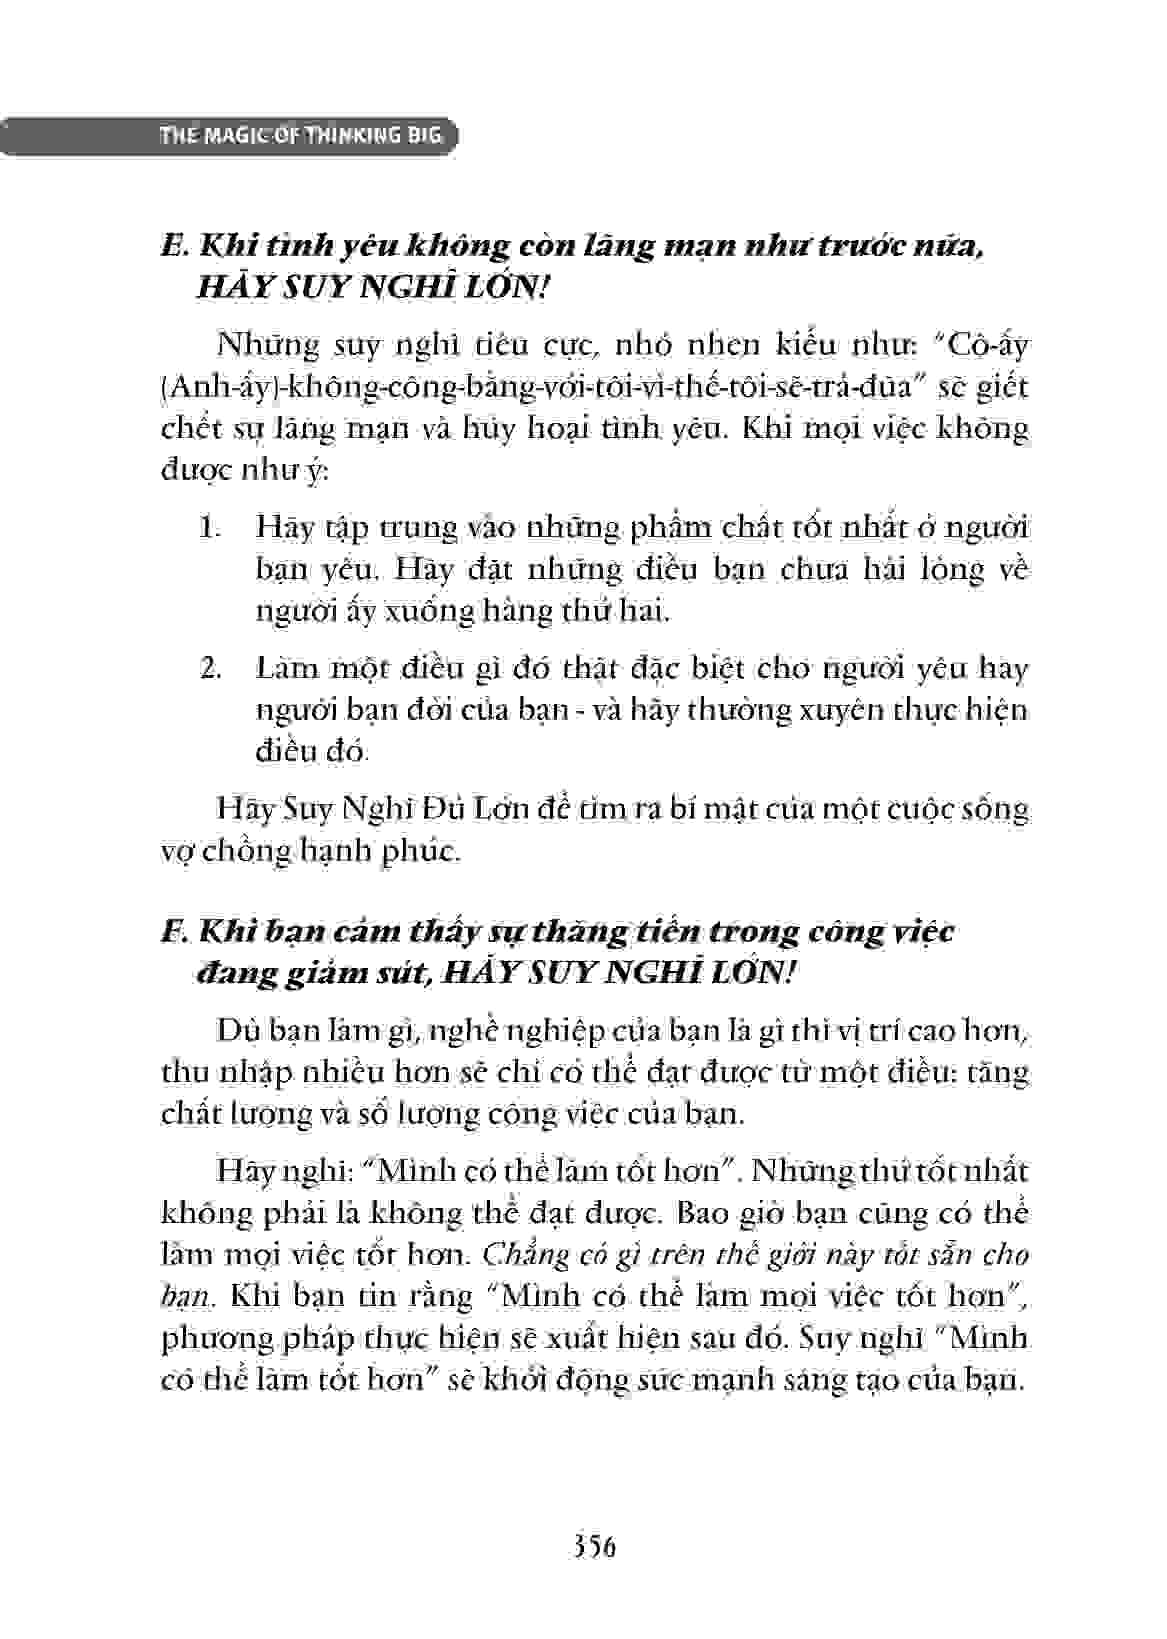 THE MAGIC OF THINKING BIG
E. Khi tình yêu không còn lãng mạn như trước nữa,
HÃY SUY NGHĨ LỚN!
Những suy nghĩ tiêu cực, nhỏ nhen kiểu như: “Cô-ấy
(Anh-ấy)-không-công-bằng-với-tôi-vì-thế-tôi-sẽ-trả-đũa” sẽ giết
chết sự lãng mạn và hủy hoại tình yêu. Khi mọi việc không
được như ý:
1. Hãy tập trung vào những phẩm chất tốt nhất ở người
bạn yêu. Hãy đặt những điều bạn chưa hài lòng về
người ấy xuống hàng thứ hai.
2. Làm một điều gì đó thật đặc biệt cho người yêu hay
người bạn đời của bạn - và hãy thường xuyên thực hiện
điều đó.
Hãy Suy Nghĩ Đủ Lớn để tìm ra bí mật của một cuộc sống
vợ chồng hạnh phúc.
F. Khi bạn cảm thấy sự thăng tiến trong công việc
đang giảm sút, HÃY SUY NGHĨ LỚN!
Dù bạn làm gì, nghề nghiệp của bạn là gì thì vị trí cao hơn,
thu nhập nhiều hơn sẽ chỉ có thể đạt được từ một điều: tăng
chất lượng và số lượng công việc của bạn.
Hãy nghĩ: “Mình có thể làm tốt hơn”. Những thứ tốt nhất
không phải là không thể đạt được. Bao giờ bạn cũng có thể
làm mọi việc tốt hơn. Chẳng có gì trên thế giới này tốt sẵn cho
bạn. Khi bạn tin rằng “Mình có thể làm mọi việc tốt hơn”,
phương pháp thực hiện sẽ xuất hiện sau đó. Suy nghĩ “Mình
có thể làm tốt hơn” sẽ khởi động sức mạnh sáng tạo của bạn.
356